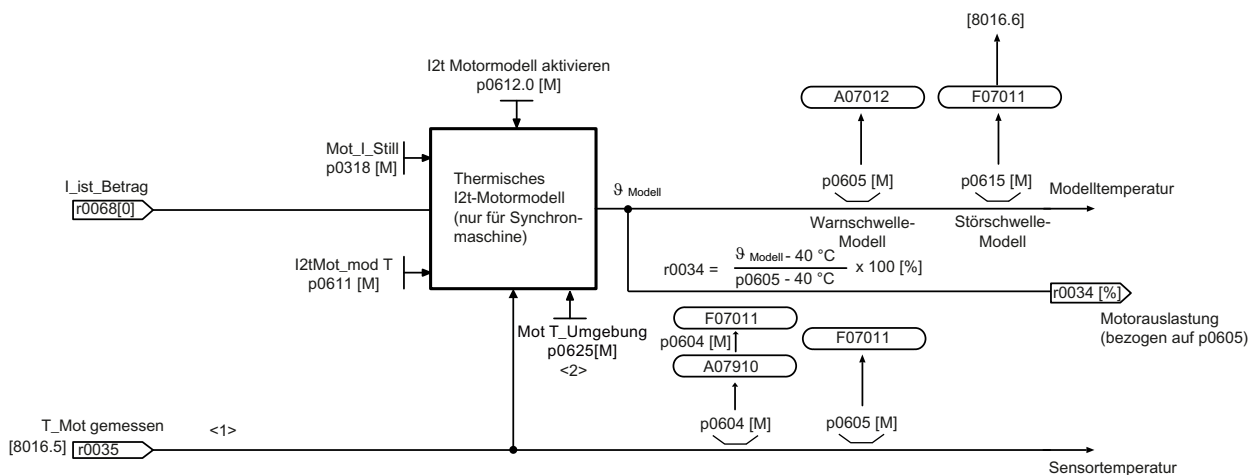 [8016.6]
I2t Motormodell aktivieren
p0612.0 [M]
A07012
F07011
Mot_I_Still
p0318 [M]
I_ist_Betrag
r0068[0]
Thermisches
I2t-Motormodell
(nur für Synchron-
maschine)
ϑ Modell
p0605 [M]
p0615 [M]
Modelltemperatur
Warnschwelle-
Modell
Störschwelle-
Modell
I2tMot_mod T
p0611 [M]
r0034 = ϑ Modell - 40 °C x 100 [%]
p0605 - 40 °C
r0034 [%]
Motorauslastung
(bezogen auf p0605)
Mot T_Umgebung
p0625[M]
<2>
F07011
p0604 [M]
A07910
F07011
p0604 [M]
p0605 [M]
T_Mot gemessen
<1>
[8016.5]
r0035
Sensortemperatur